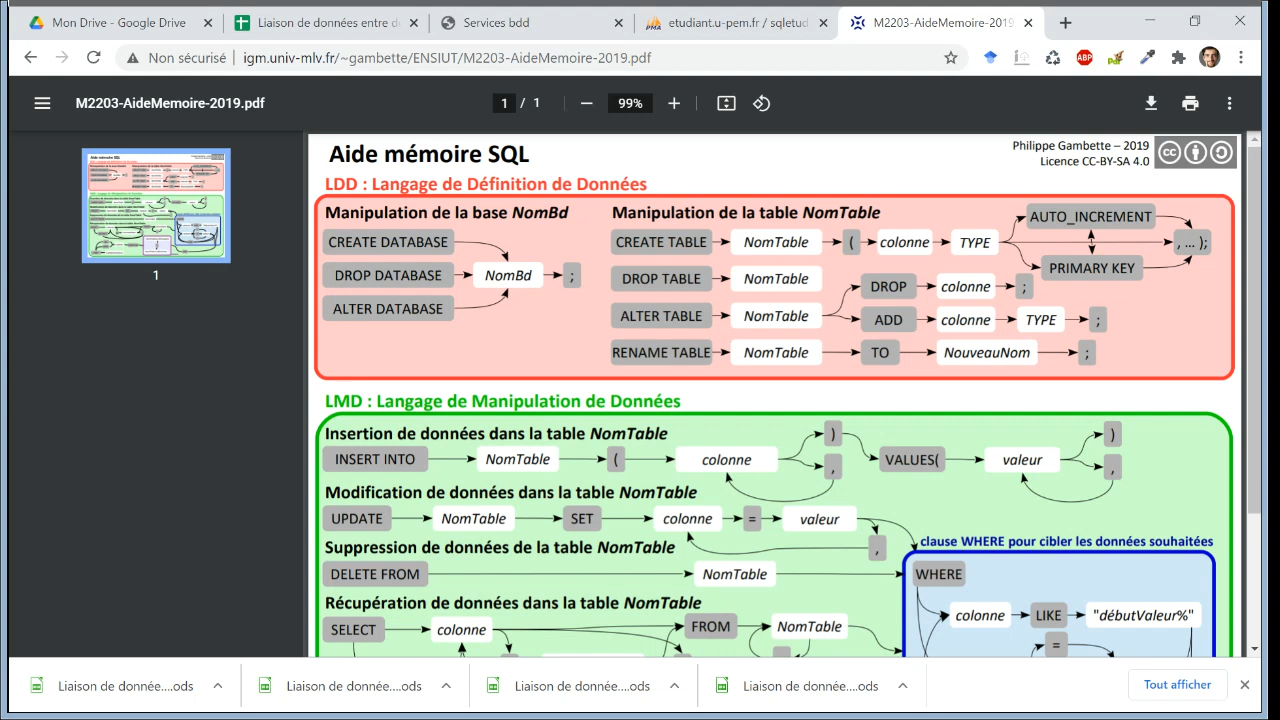 Mon Drive - Google Drive
Liaison de données entre d
Services bdd
etudiant.u-pem.fr / sqletud
M2203-AideMemoire-2019
Non sécurisé | igm.univ-mlv.fr/~gambette/ENSIUT/M2203-AideMemoire-2019.pdf
ABP
M2203-AideMemoire-2019.pdf
1 / 1
99%
1
Aide mémoire SQL
Philippe Gambette – 2019
Licence CC-BY-SA 4.0
LDD : Langage de Définition de Données
Manipulation de la base NomBd
CREATE DATABASE
DROP DATABASE NomBd ;
ALTER DATABASE
Manipulation de la table NomTable
AUTO_INCREMENT
CREATE TABLE NomTable ( colonne TYPE , ... );
PRIMARY KEY
DROP TABLE NomTable
DROP colonne ;
ALTER TABLE NomTable
ADD colonne TYPE ;
RENAME TABLE NomTable TO NouveauNom ;
LMD : Langage de Manipulation de Données
Insertion de données dans la table NomTable
) )
INSERT INTO NomTable ( colonne , VALUES( valeur ,
Modification de données dans la table NomTable
UPDATE NomTable SET colonne = valeur
,
Suppression de données de la table NomTable
DELETE FROM NomTable
clause WHERE pour cibler les données souhaitées
WHERE
colonne LIKE "débutValeur%"
=
Récupération de données dans la table NomTable
SELECT colonne FROM NomTable
Liaison de donnée....ods
Liaison de donnée....ods
Liaison de donnée....ods
Liaison de donnée....ods
Tout afficher